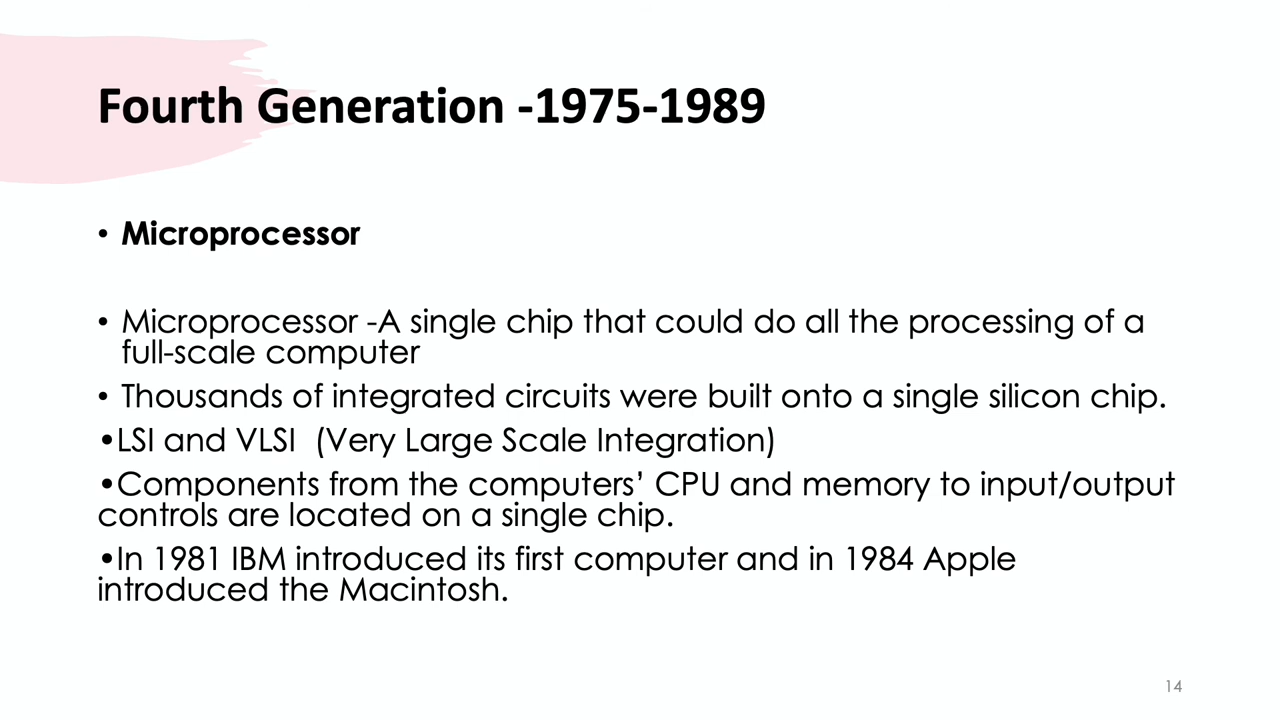 Fourth Generation -1975-1989
• Microprocessor
• Microprocessor -A single chip that could do all the processing of a
full-scale computer
• Thousands of integrated circuits were built onto a single silicon chip.
•LSI and VLSI  (Very Large Scale Integration)
•Components from the computers’ CPU and memory to input/output
controls are located on a single chip.
•In 1981 IBM introduced its first computer and in 1984 Apple
introduced the Macintosh.
14